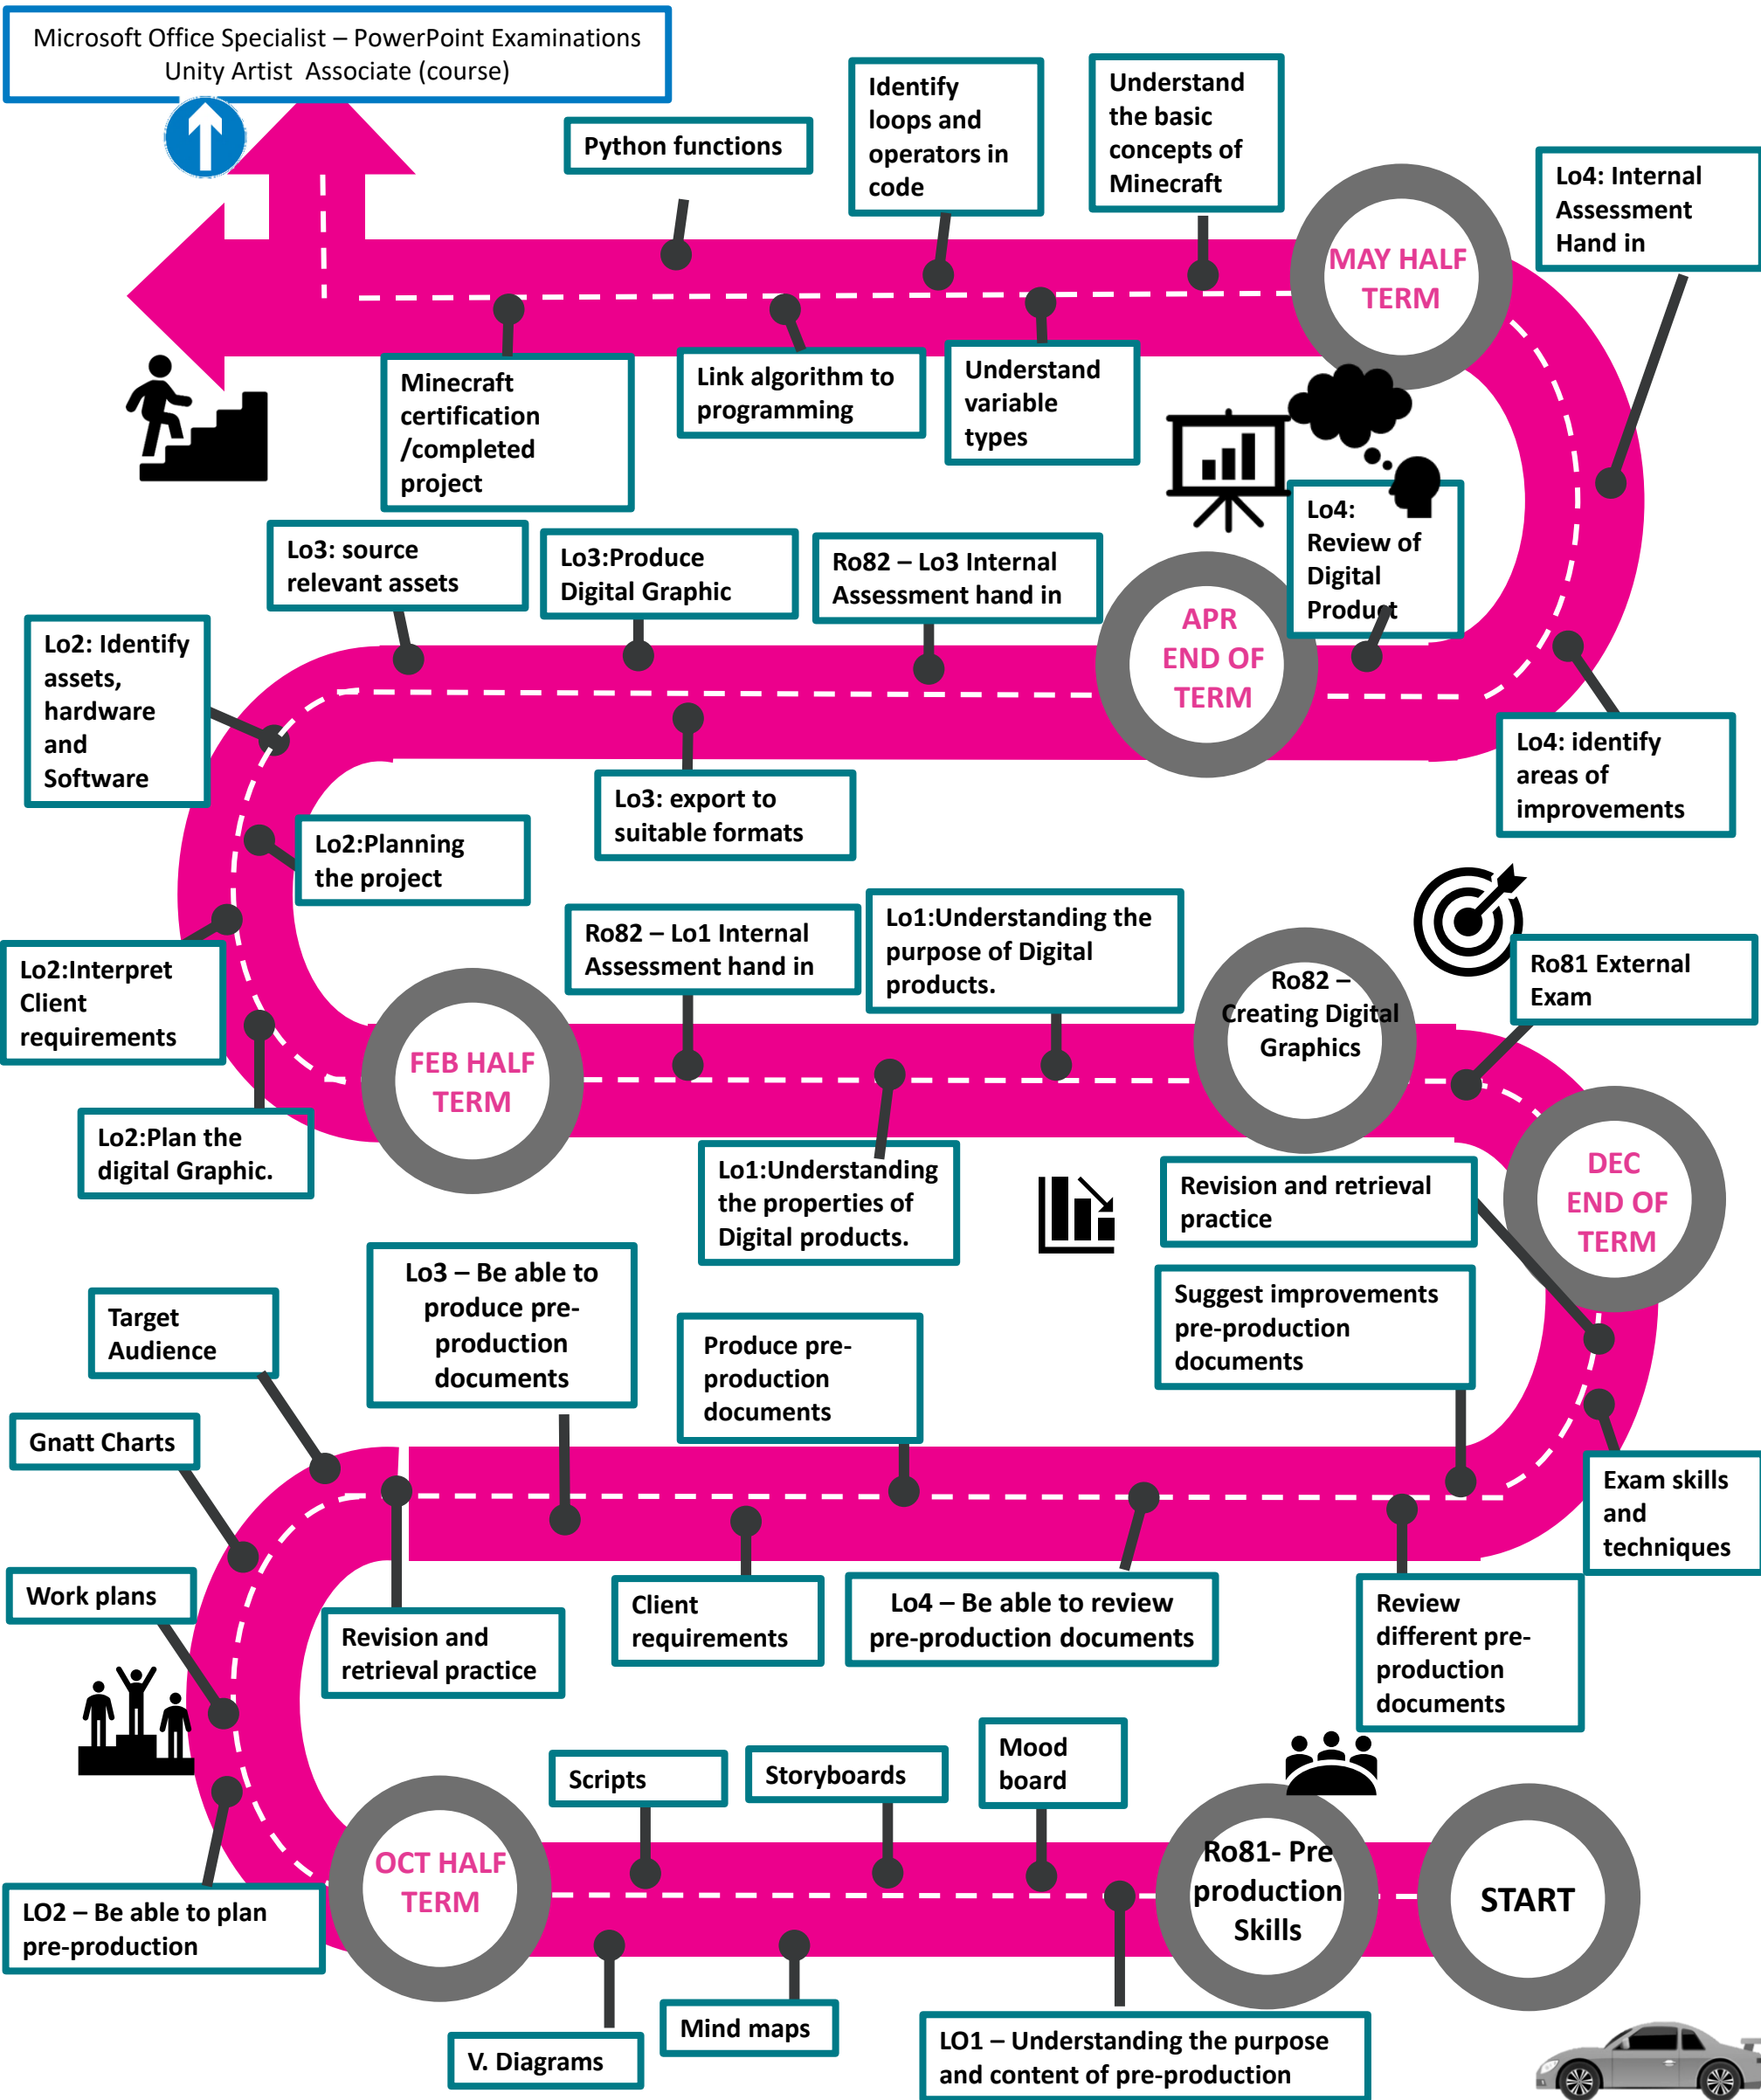 Microsoft Office Specialist – PowerPoint Examinations
Unity Artist  Associate (course)
Python functions
Identify
loops and
operators in
code
Understand
the basic
concepts of
Minecraft
Lo4: Internal
Assessment
Hand in
MAY HALF
TERM
Minecraft
certification
/completed
project
Link algorithm to
programming
Understand
variable
types
Lo4:
Review of
Digital
Product
Lo3: source
relevant assets
Lo3:Produce
Digital Graphic
Ro82 – Lo3 Internal
Assessment hand in
APR
END OF
TERM
Lo2: Identify
assets,
hardware
and
Software
Lo4: identify
areas of
improvements
Lo3: export to
suitable formats
Lo2:Planning
the project
Ro82 – Lo1 Internal
Assessment hand in
Lo1:Understanding the
purpose of Digital
products.
Ro82 –
Creating Digital
Graphics
Ro81 External
Exam
Lo2:Interpret
Client
requirements
FEB HALF
TERM
Lo2:Plan the
digital Graphic.
Lo1:Understanding
the properties of
Digital products.
Revision and retrieval
practice
DEC
END OF
TERM
Lo3 – Be able to
produce pre-
production
documents
Suggest improvements
pre-production
documents
Target
Audience
Produce pre-
production
documents
Gnatt Charts
Exam skills
and
techniques
Work plans
Revision and
retrieval practice
Client
requirements
Lo4 – Be able to review
pre-production documents
Review
different pre-
production
documents
Scripts
Storyboards
Mood
board
OCT HALF
TERM
Ro81- Pre
production
Skills
START
LO2 – Be able to plan
pre-production
V. Diagrams
Mind maps
LO1 – Understanding the purpose
and content of pre-production